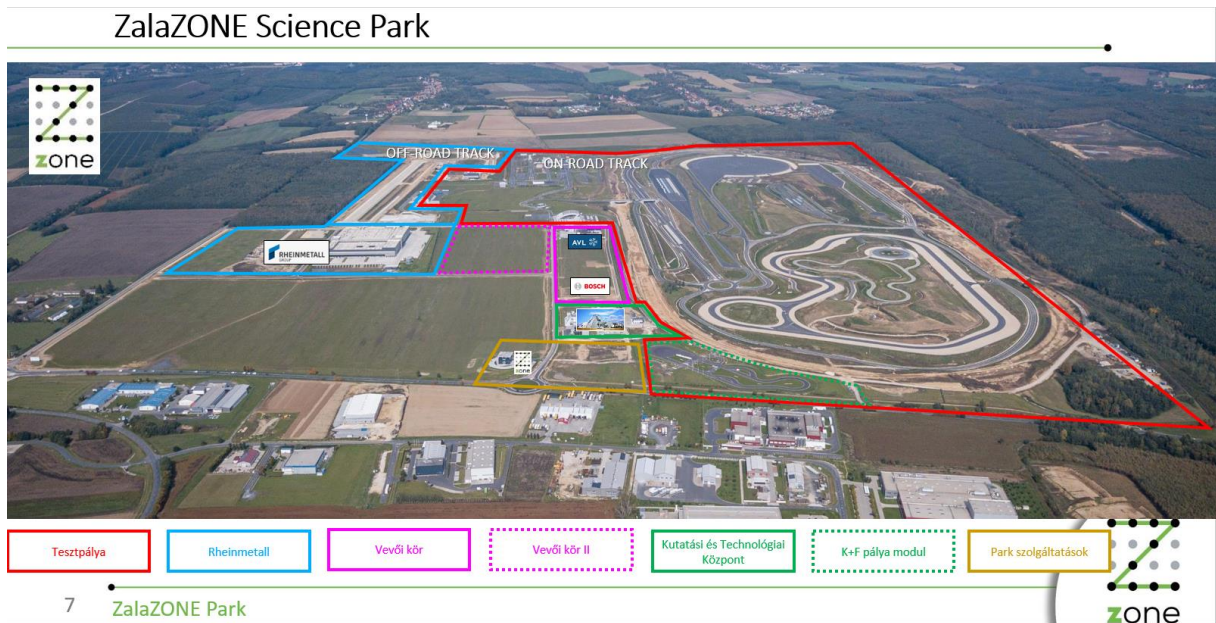 ZalaZONE Science Park
zone
OFF-ROAD TRACK
ON-ROAD TRACK
RHEINMETALL
GROUP
AVL
BOSCH
zone
Tesztpálya
Rheinmetall
Vevői kör
Vevői kör II
Kutatási és Technológiai
Központ
K+F pálya modul
Park szolgáltatások
7
ZalaZONE Park
zone